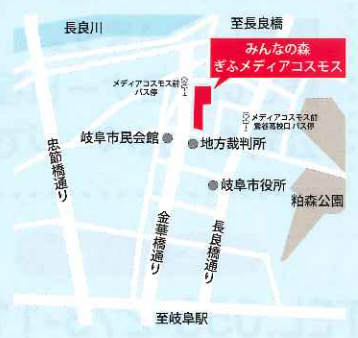 長良川
至長良橋
みんなの森
ぎふメディアコスモス
メディアコスモス前
バス停
メディアコスモス前
鶯谷高校口バス停
岐阜市民会館
地方裁判所
忠節橋通り
岐阜市役所
粕森公園
金華橋通り
長良橋通り
至岐阜駅